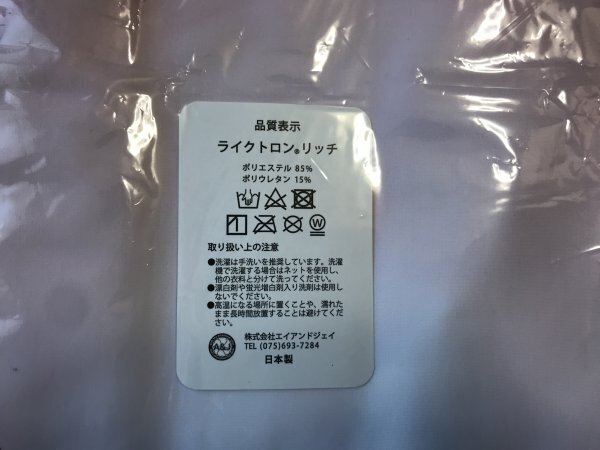 品質表示
ライクトロン®リッチ
ポリエステル 85%
ポリウレタン 15%
W
取り扱い上の注意
●洗濯は手洗いを推奨しています。洗濯
機で洗濯する場合はネットを使用し、
他の衣料と分けて洗ってください。
●漂白剤や蛍光増白剤入り洗剤は使用し
ないでください。
●高温になる場所に置くことや、濡れた
まま長時間放置することは避けてくだ
さい。
A&J
株式会社エイアンドジェイ
TEL (075)693-7284
日本製